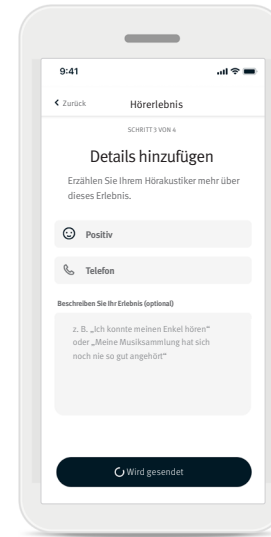 9:41
Zurück
Hörerlebnis
SCHRITT 3 VON 4
Details hinzufügen
Erzählen Sie Ihrem Hörakustiker mehr über
dieses Erlebnis.
Positiv
Telefon
Beschreiben Sie Ihr Erlebnis (optional)
z. B. „Ich konnte meinen Enkel hören“
oder „Meine Musiksammlung hat sich
noch nie so gut angehört“
Wird gesendet